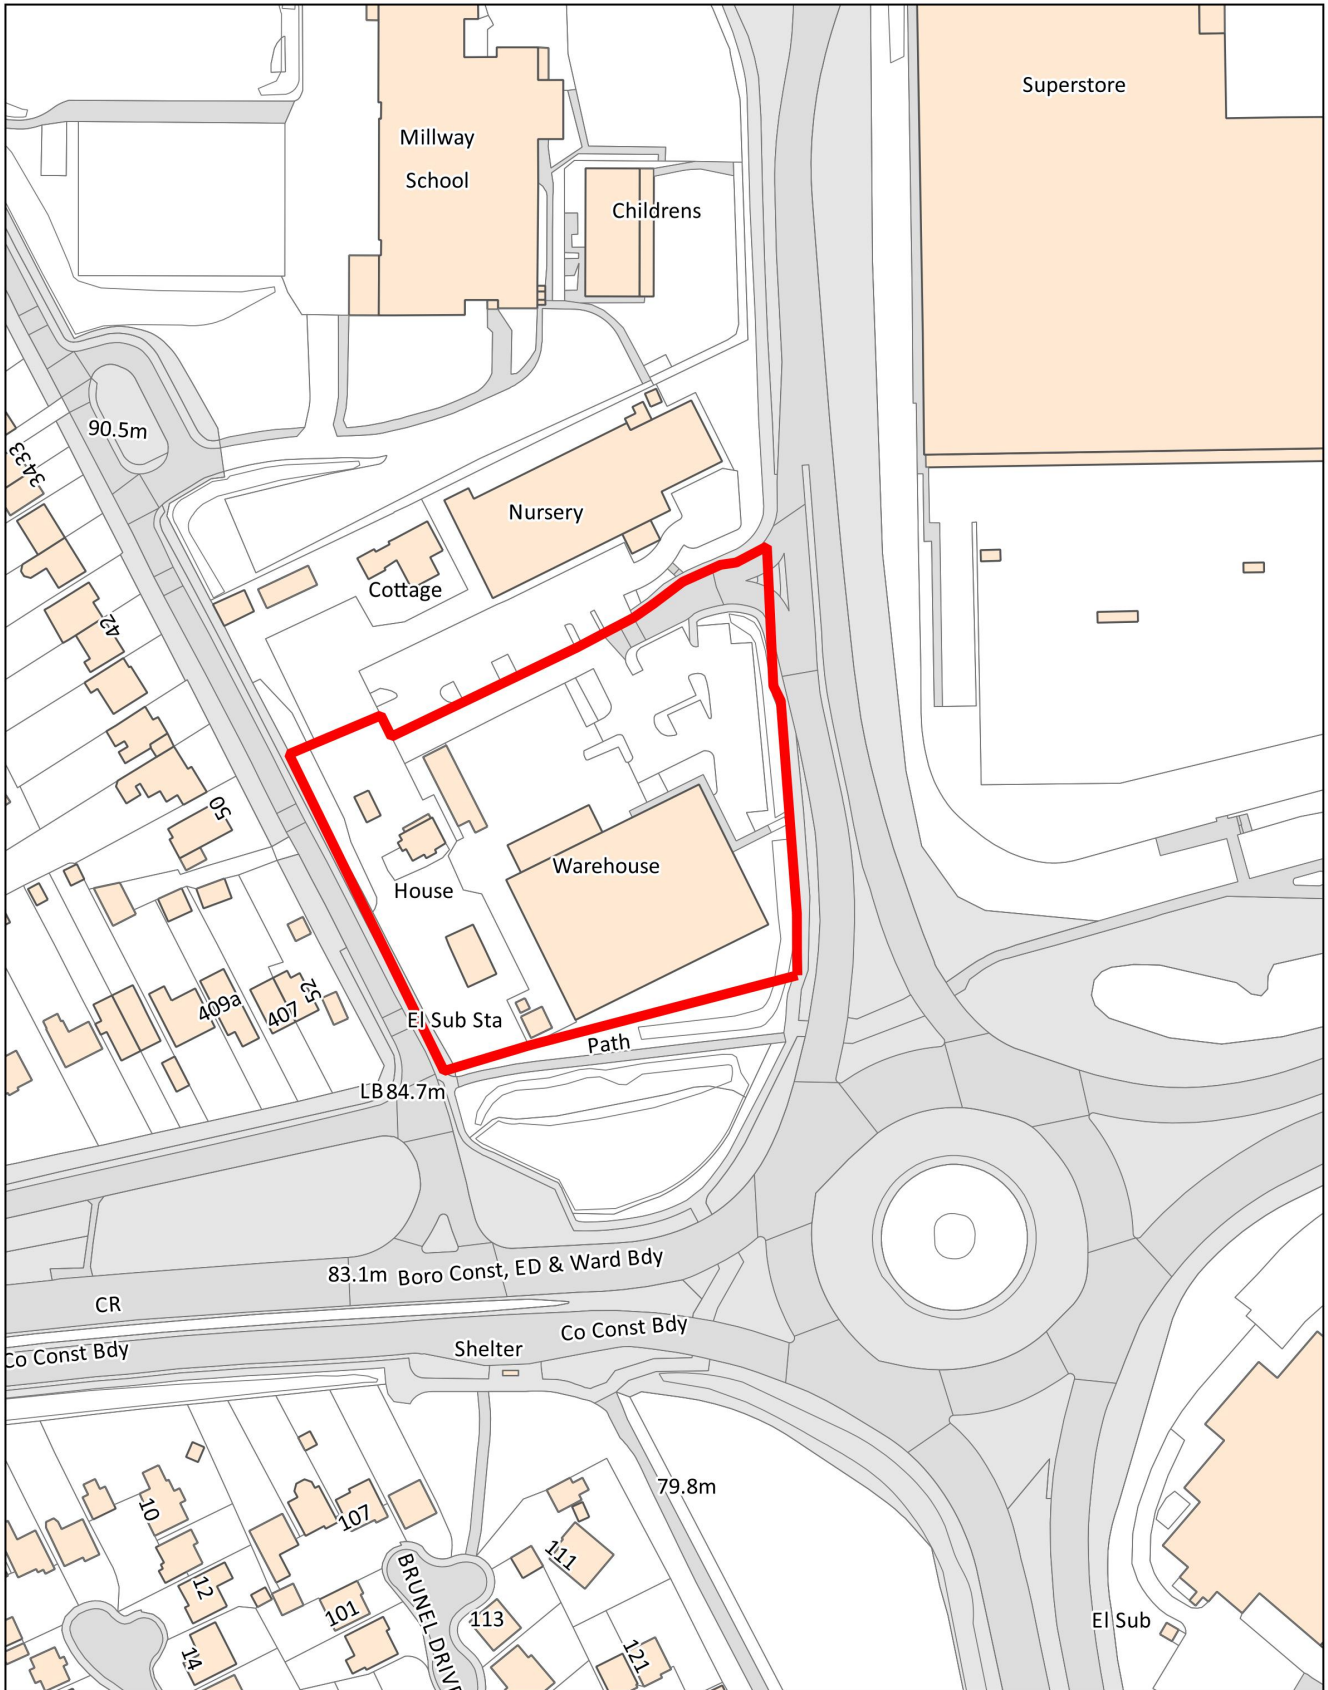 Superstore
Millway
School
Childrens
90.5m
3433
Nursery
Cottage
42
50
Warehouse
House
52
409a
407
El Sub Sta
Path
LB
84.7m
83.1m
Boro Const, ED & Ward Bdy
CR
Co Const Bdy
Co Const Bdy
Shelter
79.8m
10
107
111
BRUNEL DRIVE
12
101
113
El Sub
14
121